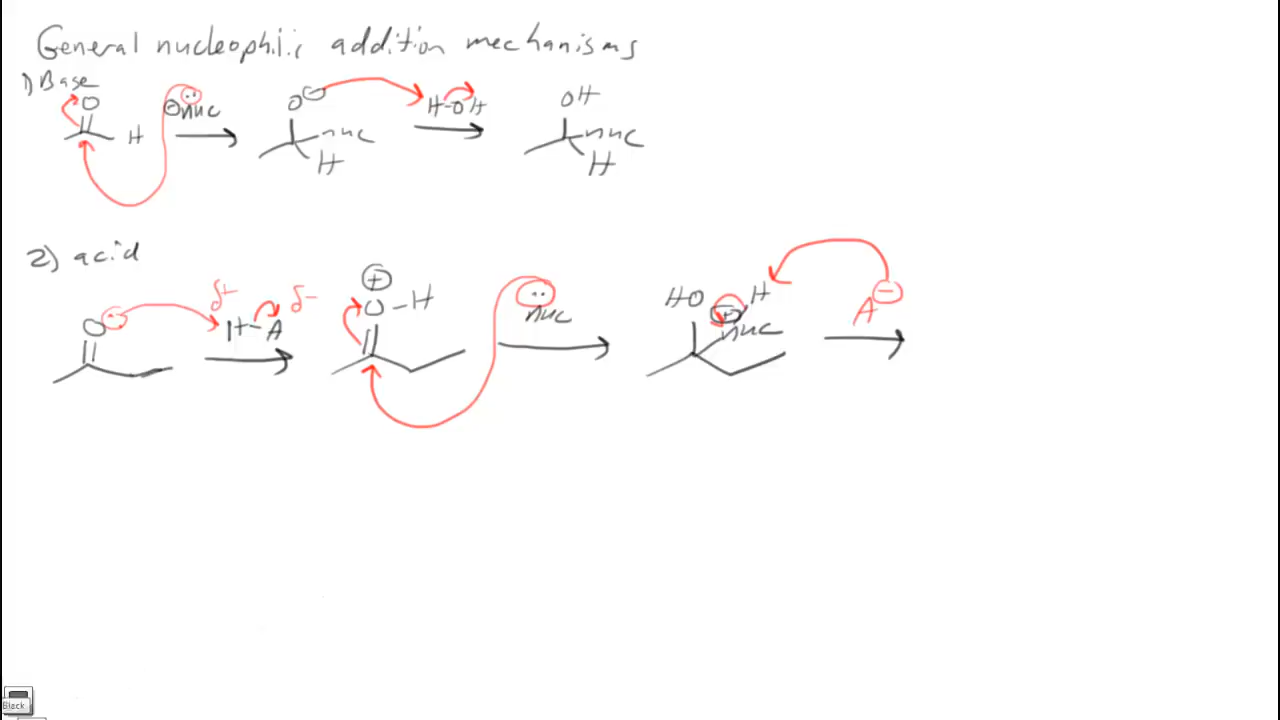 General nucleophilic addition mechanisms
1) Base
O H ⊖nuc O⊖ nuc H H-OH OH nuc H
2) acid
O δ+ H-A δ- ⊕ O-H nuc HO ⊕ H nuc A⊖
Black